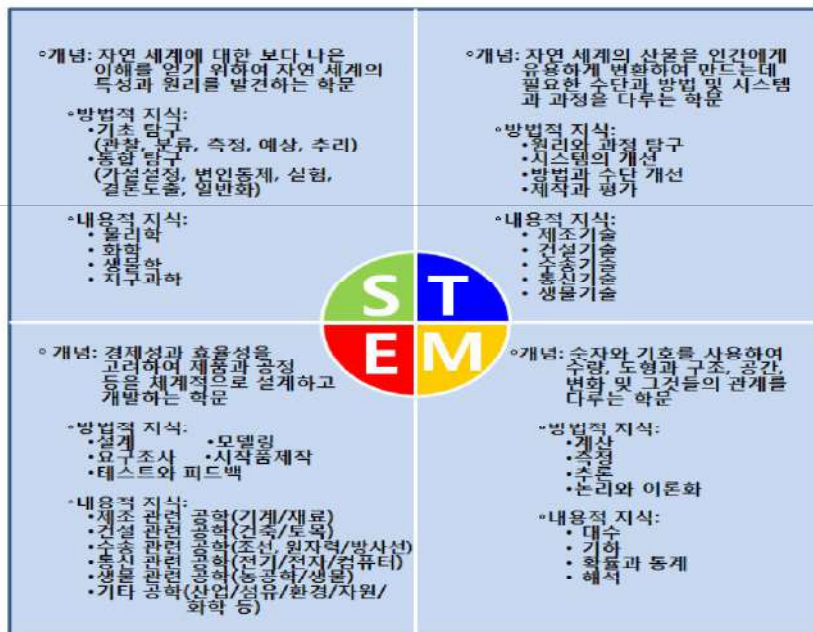 ◦개념: 자연 세계에 대한 보다 나은
이해를 얻기 위하여 자연 세계의
특성과 원리를 발견하는 학문
◦방법적 지식:
•기초 탐구
(관찰, 분류, 측정, 예상, 추리)
•통합 탐구
(가설설정, 변인통제, 실험,
결론도출, 일반화)
◦내용적 지식:
• 물리학
• 화학
• 생물학
• 지구과학
◦개념: 자연 세계의 산물을 인간에게
유용하게 변환하여 만드는데
필요한 수단과 방법 및 시스템
과 과정을 다루는 학문
◦방법적 지식:
•원리와 과정 탐구
•시스템의 개선
•방법과 수단 개선
•제작과 평가
◦내용적 지식:
• 제조기술
• 건설기술
• 수송기술
• 통신기술
• 생물기술
S T
E M
◦ 개념: 경제성과 효율성을
고려하여 제품과 공정
등을 체계적으로 설계하고
개발하는 학문
◦방법적 지식:
•설계 •모델링
•요구조사 •시작품제작
•테스트와 피드백
◦내용적 지식:
•제조 관련 공학(기계/재료)
•건설 관련 공학(건축/토목)
•수송 관련 공학(조선, 원자력/방사선)
•통신 관련 공학(전기/전자/컴퓨터)
•생물 관련 공학(농공학/생물)
•기타 공학(산업/섬유/환경/자원/
화학 등)
◦개념: 숫자와 기호를 사용하여
수량, 도형과 구조, 공간,
변화 및 그것들의 관계를
다루는 학문
◦방법적 지식:
•계산
•측정
•추론
•논리와 이론화
◦내용적 지식:
• 대수
• 기하
• 확률과 통계
• 해석